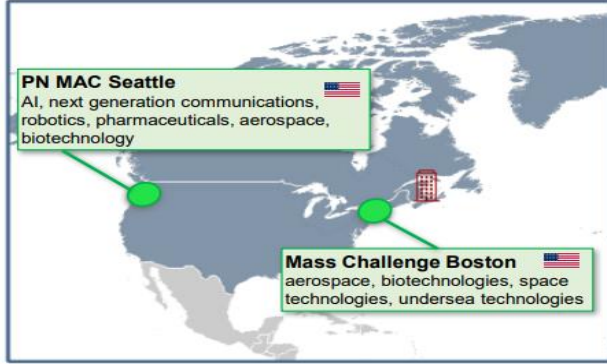 PN MAC Seattle
AI, next generation communications,
robotics, pharmaceuticals, aerospace,
biotechnology
Mass Challenge Boston
aerospace, biotechnologies, space
technologies, undersea technologies